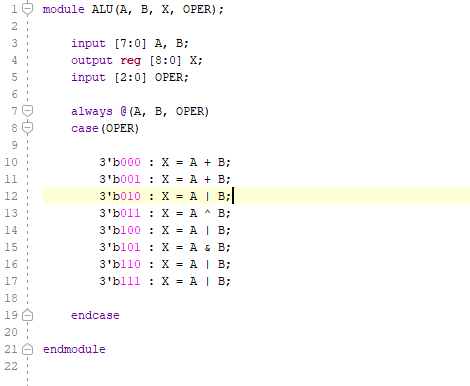 1 module ALU(A, B, X, OPER);
2
3 input [7:0] A, B;
4 output reg [8:0] X;
5 input [2:0] OPER;
6
7 always @(A, B, OPER)
8 case(OPER)
9
10 3'b000 : X = A + B;
11 3'b001 : X = A + B;
12 3'b010 : X = A | B;
13 3'b011 : X = A ^ B;
14 3'b100 : X = A | B;
15 3'b101 : X = A & B;
16 3'b110 : X = A | B;
17 3'b111 : X = A | B;
18
19 endcase
20
21 endmodule
22